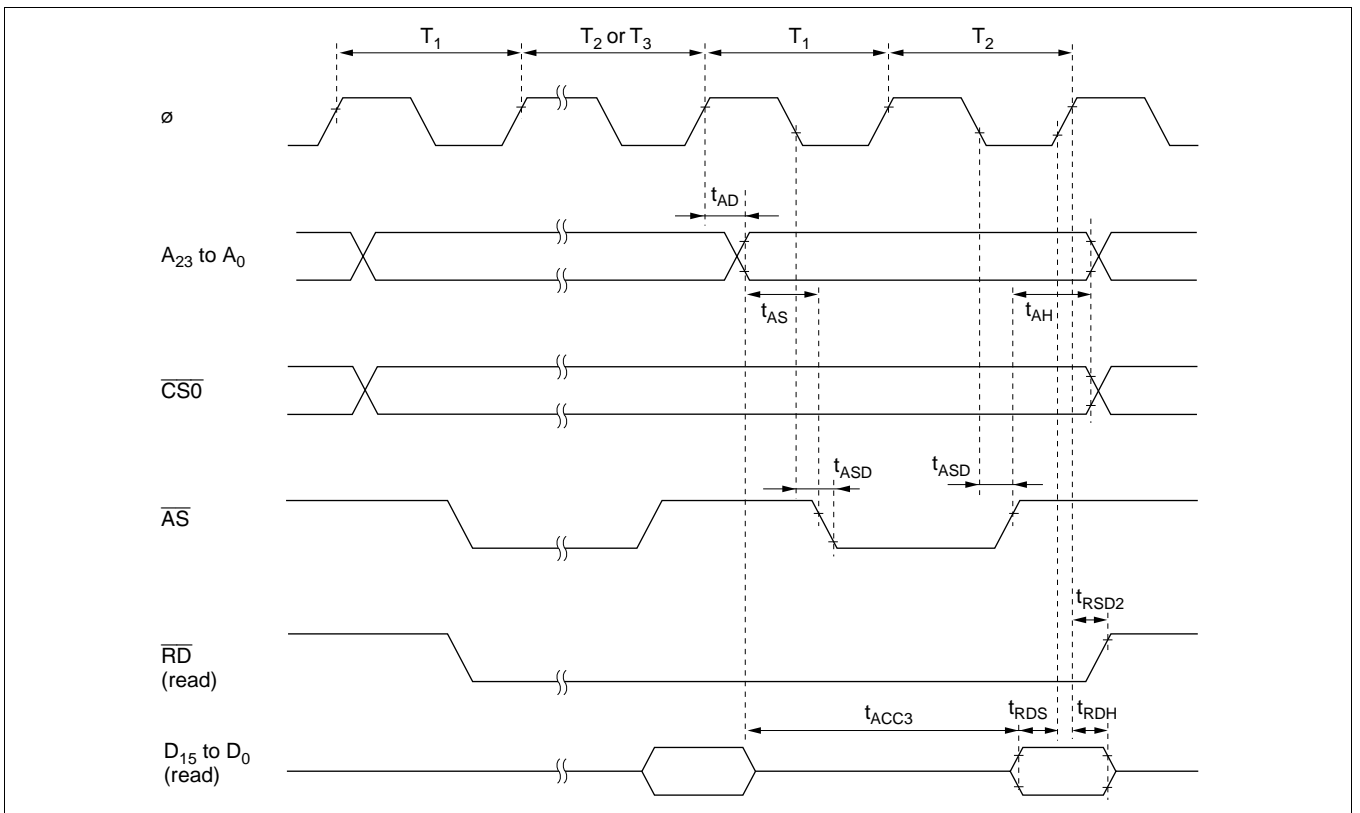 T1 T2 or T3 T1 T2
ø
tAD
A23 to A0
tAS tAH
CS0
tASD tASD
AS
tRSD2
RD
(read)
tACC3 tRDS tRDH
D15 to D0
(read)